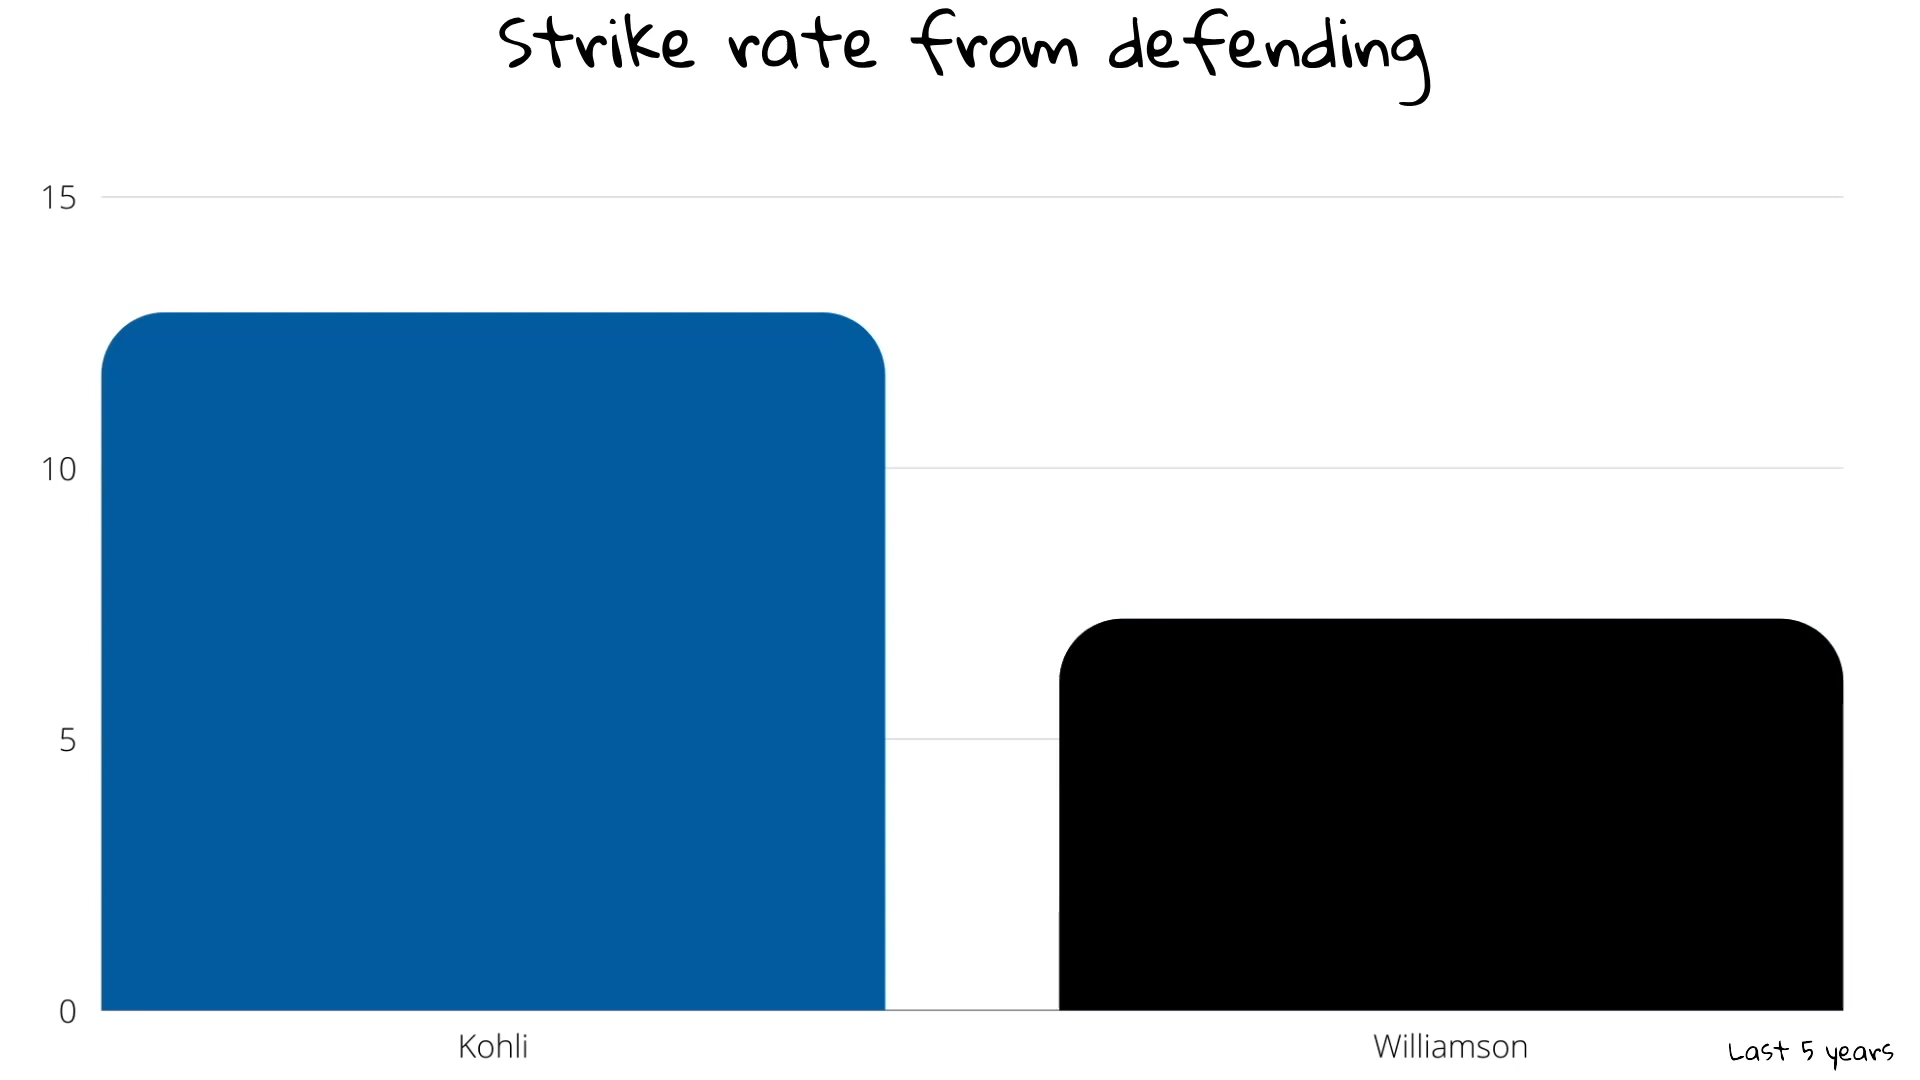 Strike rate from defending
15
10
5
0
Kohli
Williamson
Last 5 years